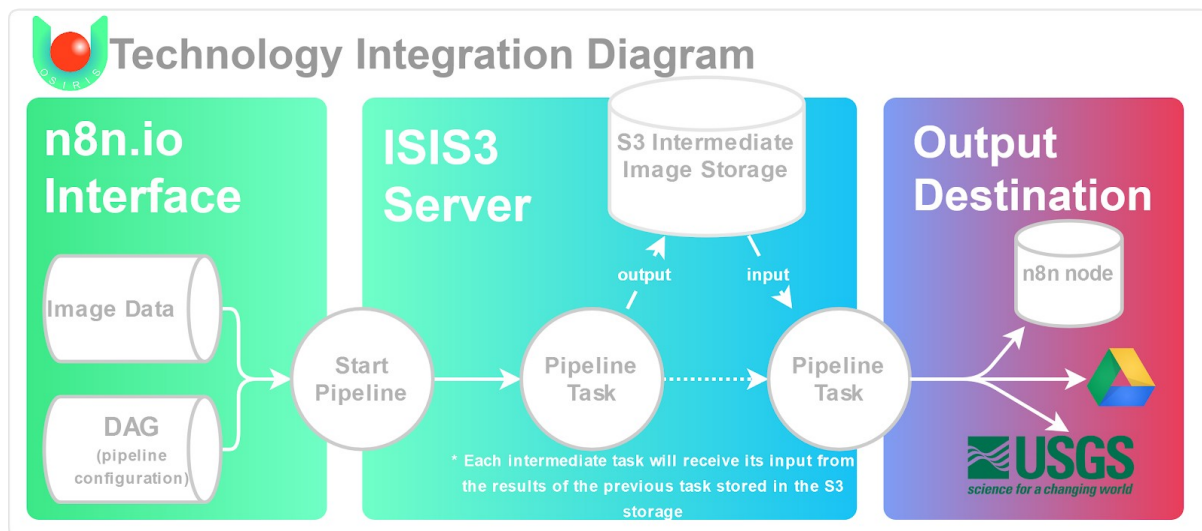 OSIRIS
Technology Integration Diagram
n8n.io
Interface
Image Data
DAG
(pipeline
configuration)
Start
Pipeline
ISIS3
Server
S3 Intermediate
Image Storage
output
input
Pipeline
Task
Pipeline
Task
* Each intermediate task will receive its input from
the results of the previous task stored in the S3
storage
Output
Destination
n8n node
USGS
science for a changing world